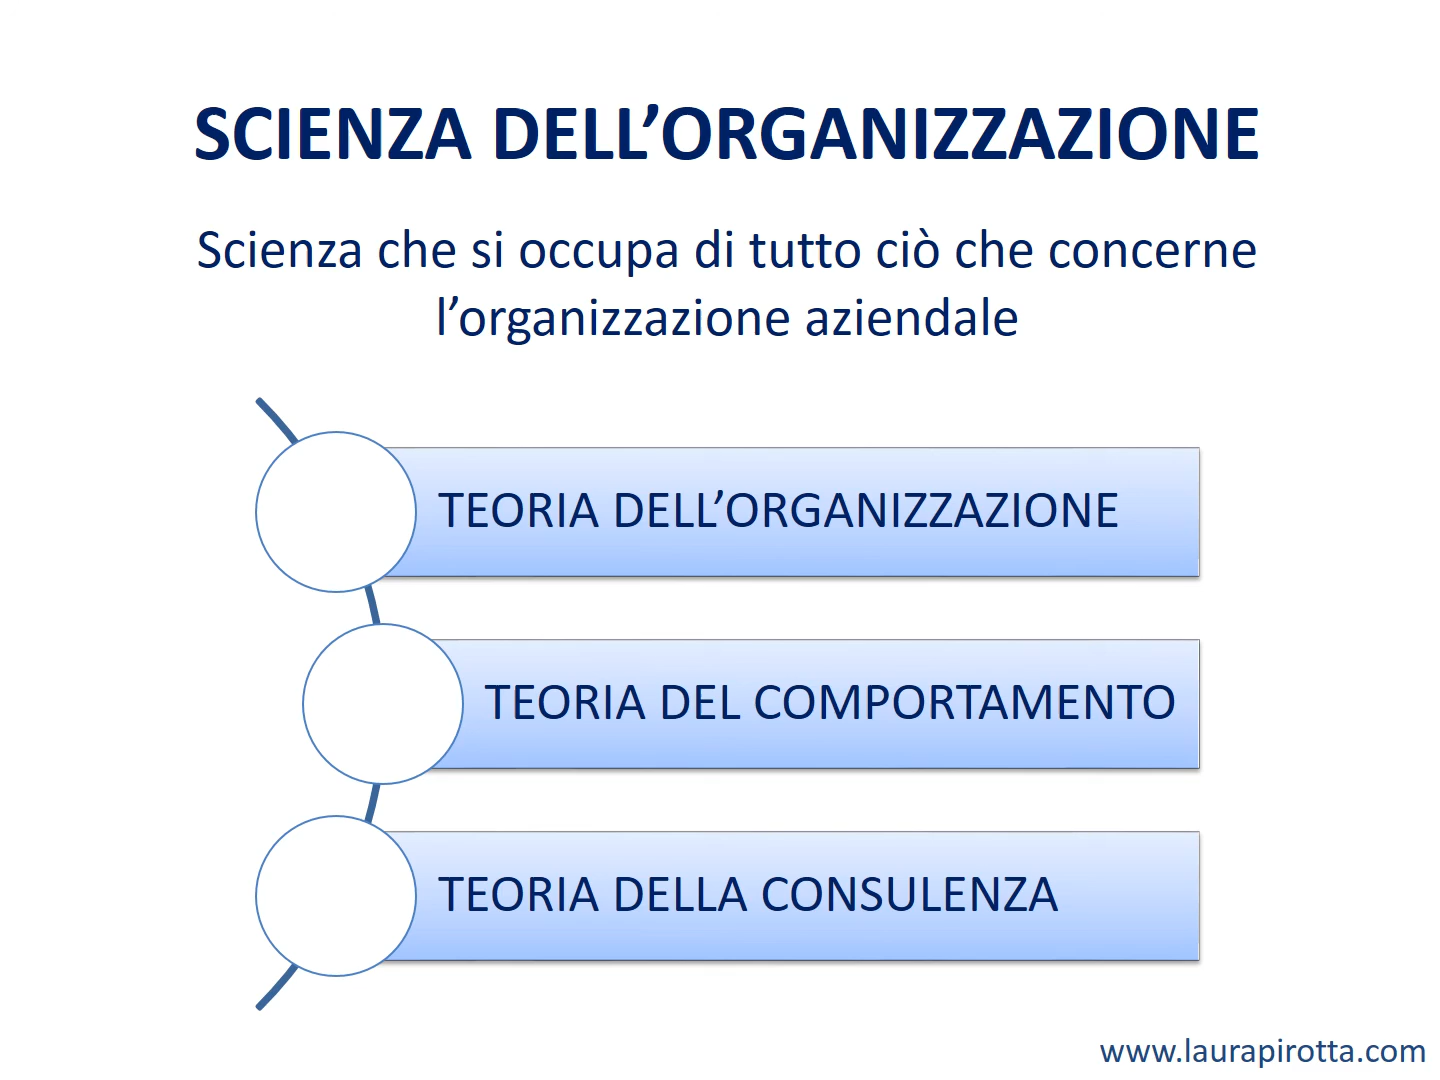 SCIENZA DELL’ORGANIZZAZIONE
Scienza che si occupa di tutto ciò che concerne
l’organizzazione aziendale
TEORIA DELL’ORGANIZZAZIONE
TEORIA DEL COMPORTAMENTO
TEORIA DELLA CONSULENZA
www.laurapirotta.com